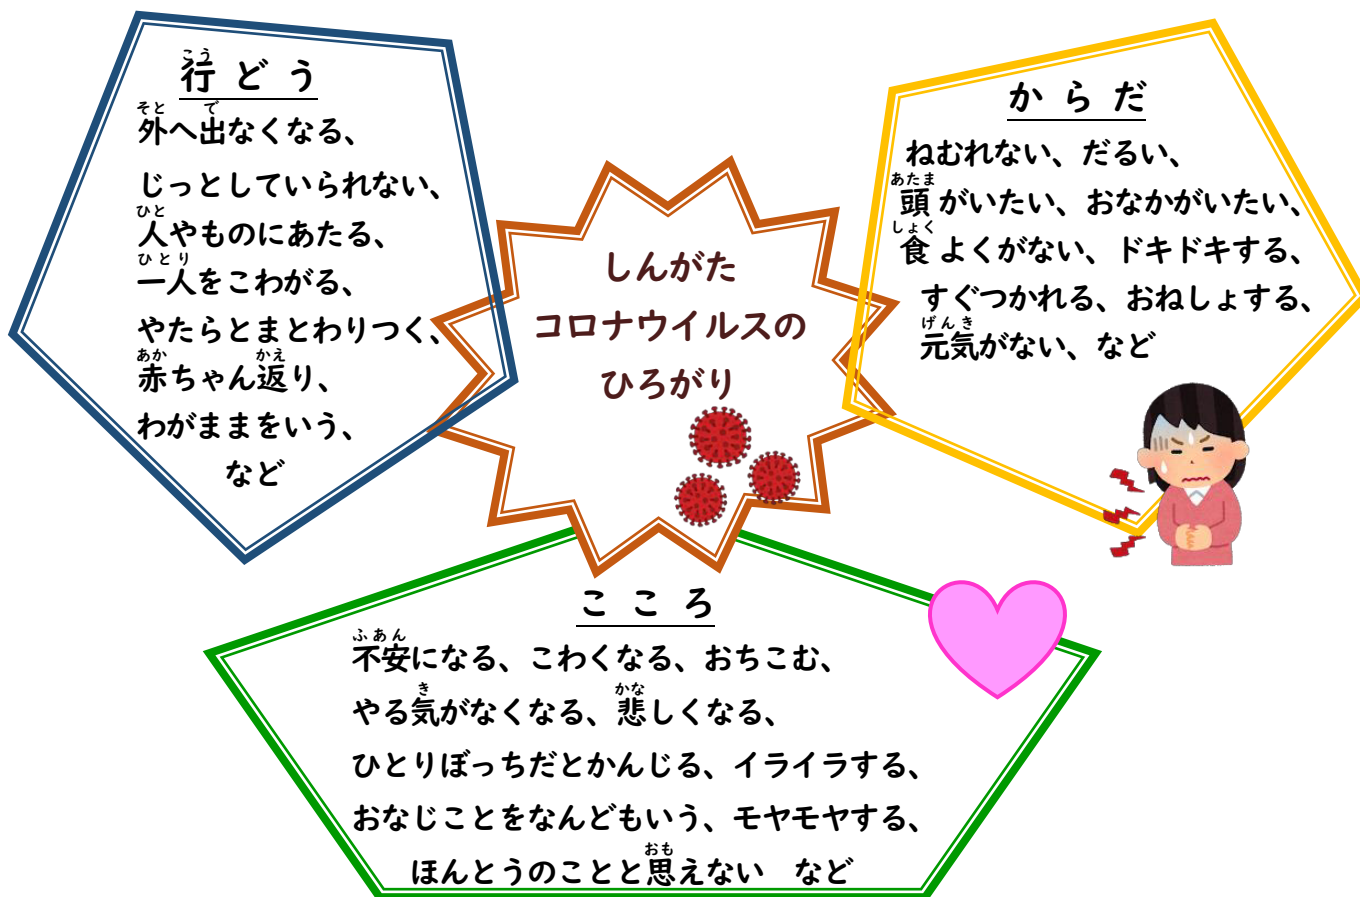 行どう
外へ出なくなる、
じっとしていられない、
人やものにあたる、
一人をこわがる、
やたらとまとわりつく、
赤ちゃん返り、
わがままをいう、
など
しんがた
コロナウイルスの
ひろがり
からだ
ねむれない、だるい、
頭がいたい、おなかがいたい、
食よくがない、ドキドキする、
すぐつかれる、おねしょする、
元気がない、など
こころ
不安になる、こわくなる、おちこむ、
やる気がなくなる、悲しくなる、
ひとりぼっちだとかんじる、イライラする、
おなじことをなんどもいう、モヤモヤする、
ほんとうのことと思えない　など